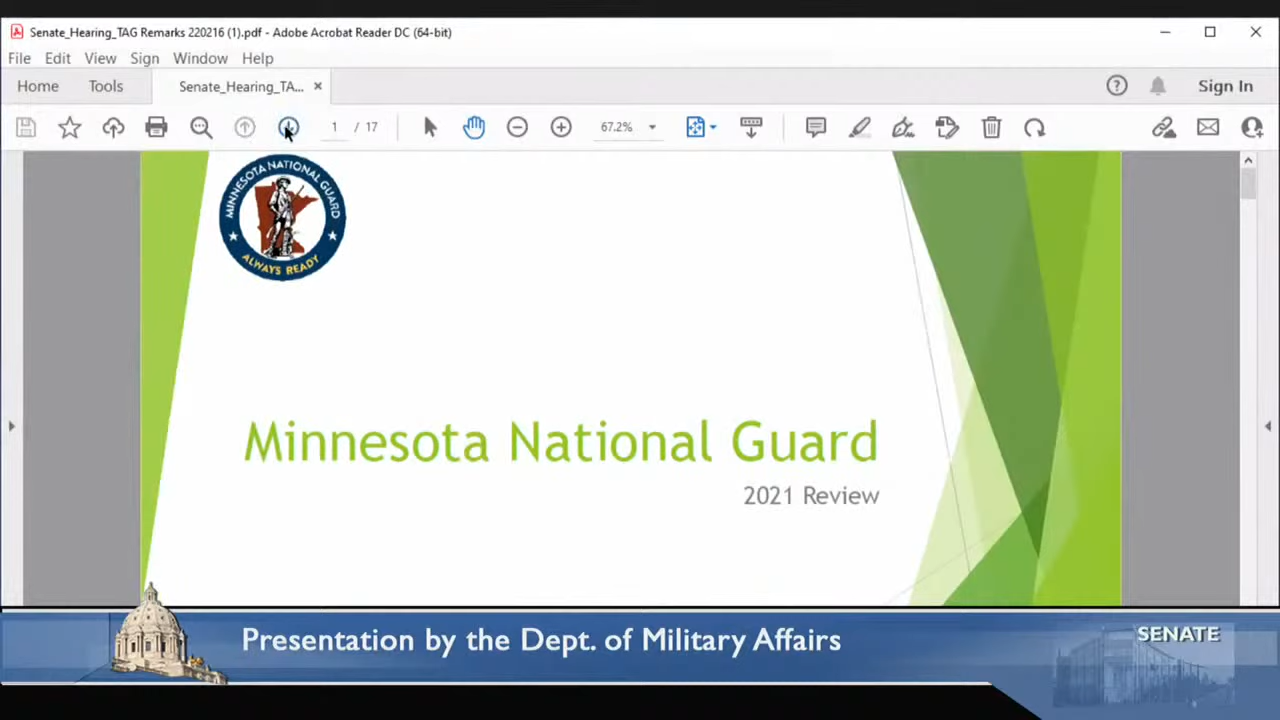 Senate_Hearing_TAG Remarks 220216 (1).pdf - Adobe Acrobat Reader DC (64-bit)
File Edit View Sign Window Help
Home Tools Senate_Hearing_TA... × Sign In
1 / 17 67.2%
MINNESOTA NATIONAL GUARD
ALWAYS READY
Minnesota National Guard
2021 Review
Presentation by the Dept. of Military Affairs
SENATE